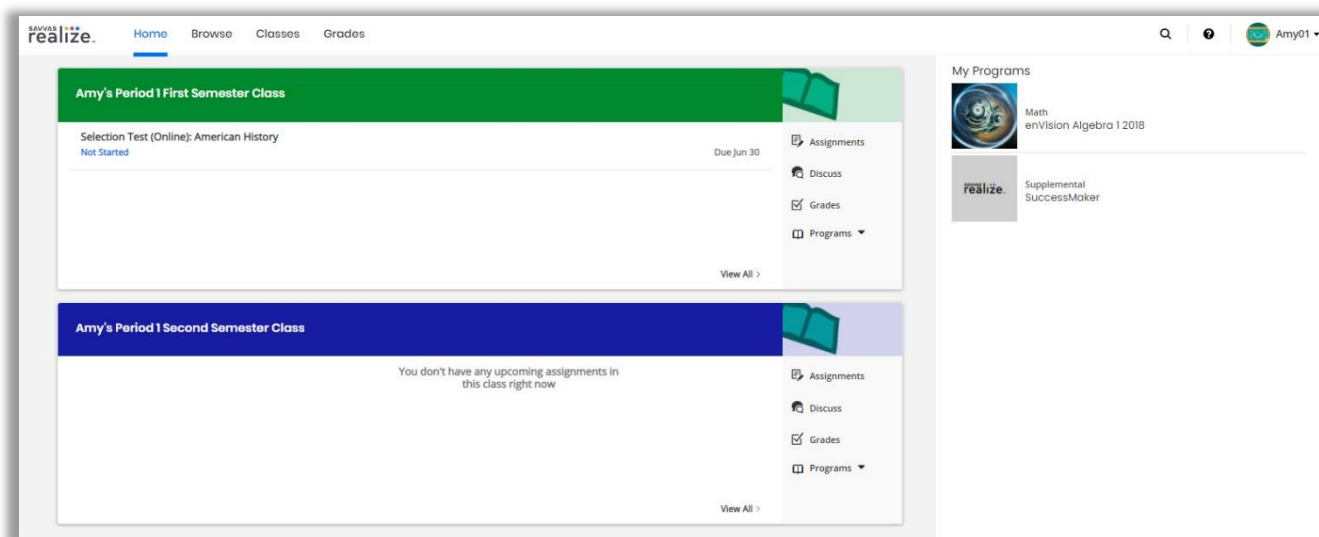 SAVVAS
realize.
Home
Browse
Classes
Grades
Amy01
Amy's Period 1 First Semester Class
Selection Test (Online): American History
Not Started
Due Jun 30
Assignments
Discuss
Grades
Programs
View All >
Amy's Period 1 Second Semester Class
You don't have any upcoming assignments in
this class right now
Assignments
Discuss
Grades
Programs
View All >
My Programs
Math
enVision Algebra 1 2018
SAVVAS
realize.
Supplemental
SuccessMaker